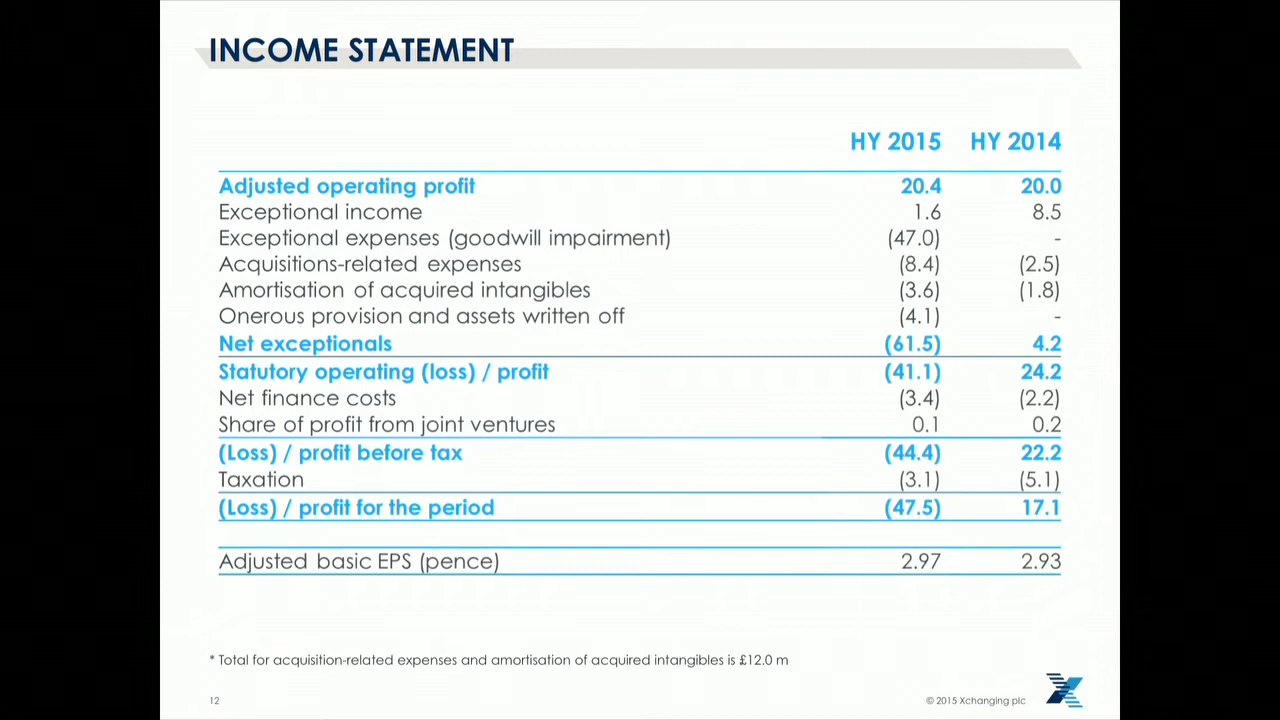 INCOME STATEMENT
HY 2015 HY 2014
Adjusted operating profit 20.4 20.0
Exceptional income 1.6 8.5
Exceptional expenses (goodwill impairment) (47.0) -
Acquisitions-related expenses (8.4) (2.5)
Amortisation of acquired intangibles (3.6) (1.8)
Onerous provision and assets written off (4.1) -
Net exceptionals (61.5) 4.2
Statutory operating (loss) / profit (41.1) 24.2
Net finance costs (3.4) (2.2)
Share of profit from joint ventures 0.1 0.2
(Loss) / profit before tax (44.4) 22.2
Taxation (3.1) (5.1)
(Loss) / profit for the period (47.5) 17.1
Adjusted basic EPS (pence) 2.97 2.93
* Total for acquisition-related expenses and amortisation of acquired intangibles is £12.0 m
12 © 2015 Xchanging plc